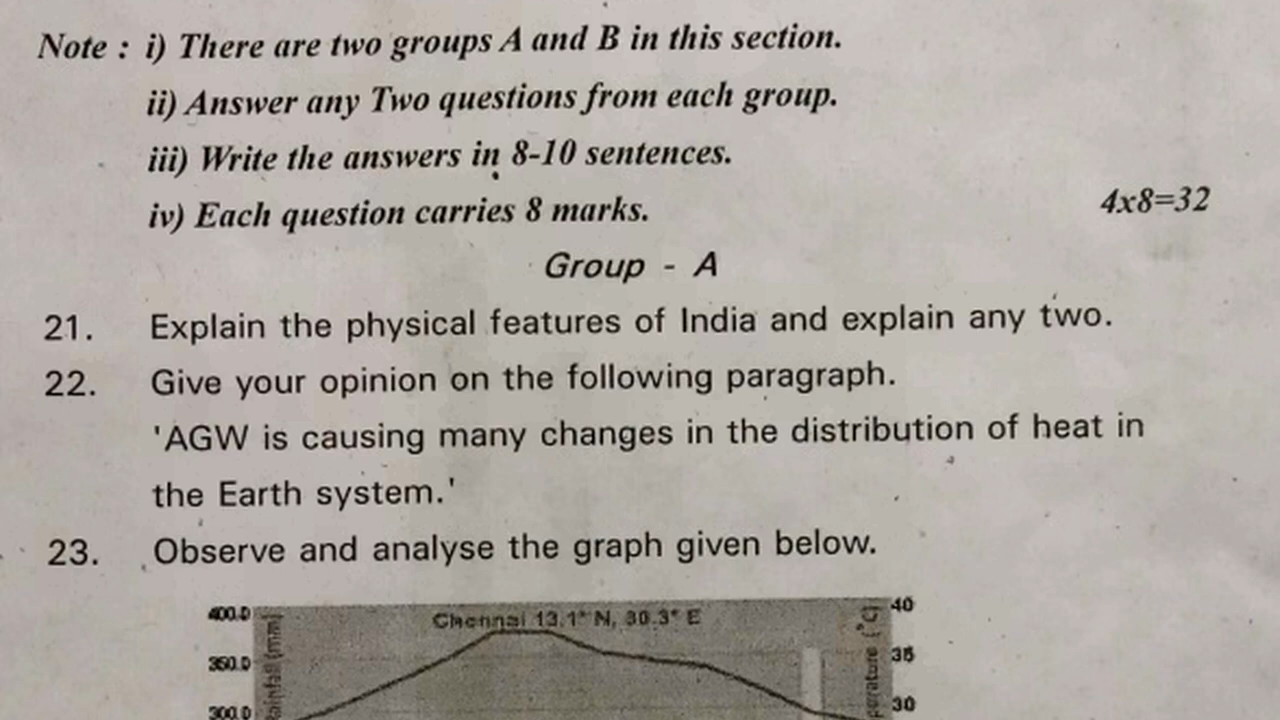 Note : i) There are two groups A and B in this section.
ii) Answer any Two questions from each group.
iii) Write the answers in 8-10 sentences.
iv) Each question carries 8 marks.
4x8=32
Group - A
21. Explain the physical features of India and explain any two.
22. Give your opinion on the following paragraph.
'AGW is causing many changes in the distribution of heat in
the Earth system.'
23. Observe and analyse the graph given below.
Chennai 13.1° N, 80.3° E
400.0
350.0
300.0
(mm)
40
35
30
(°C)